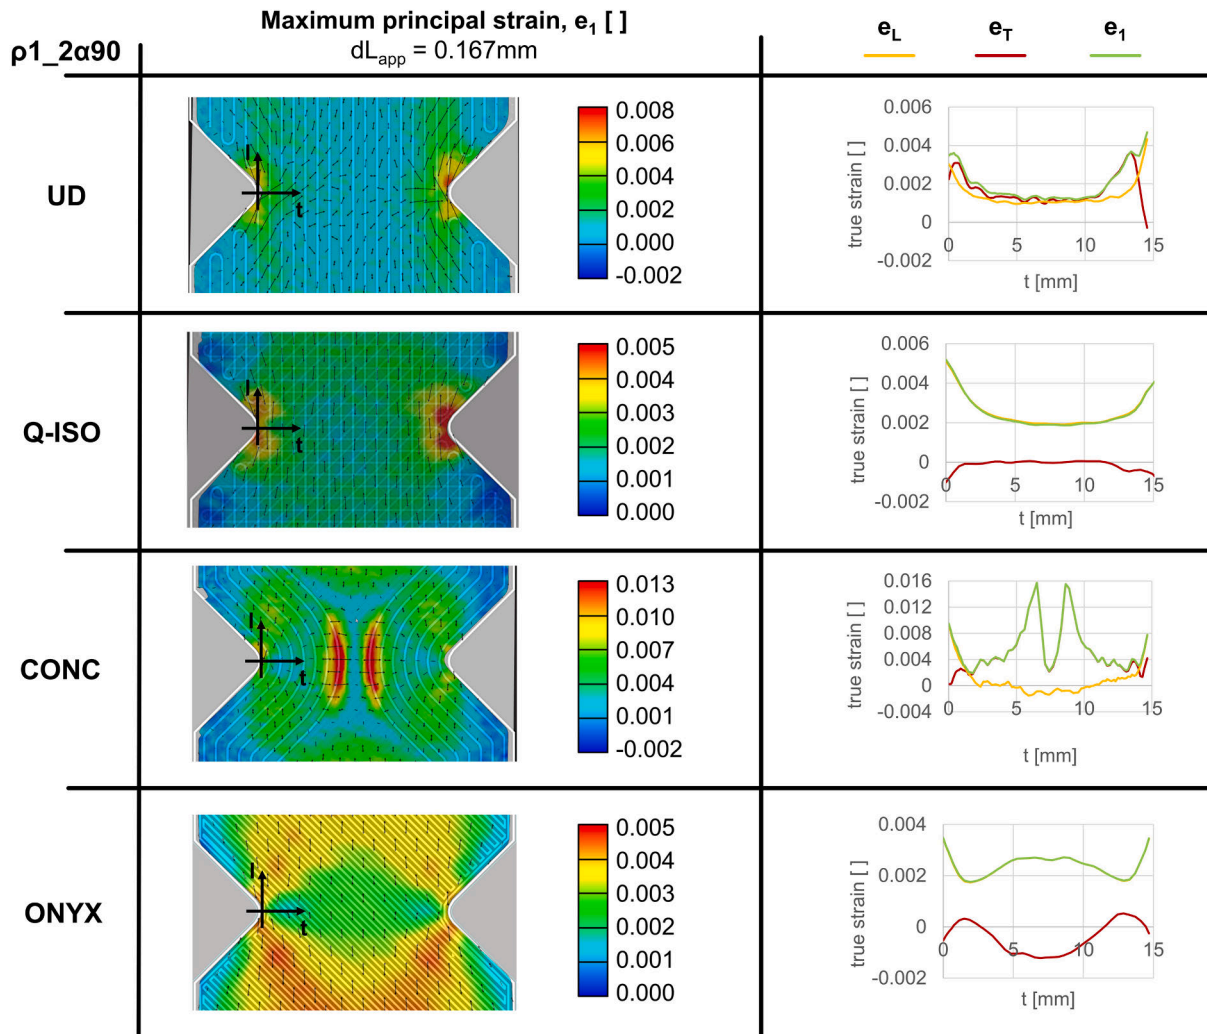 Maximum principal strain, e1 [ ]
dLapp = 0.167mm
ρ1_2α90
eL eT e1
UD
l
t
0.008
0.006
0.004
0.003
0.002
0.000
-0.002
true strain [ ]
0.006
0.004
0.002
0
-0.002
0 5 10 15
t [mm]
Q-ISO
l
t
0.005
0.004
0.003
0.002
0.001
0.000
true strain [ ]
0.006
0.004
0.002
0
-0.002
0 5 10 15
t [mm]
CONC
l
t
0.013
0.010
0.007
0.004
0.001
-0.002
true strain [ ]
0.016
0.012
0.008
0.004
0
-0.004
0 5 10 15
t [mm]
ONYX
l
t
0.005
0.004
0.003
0.002
0.001
0.000
true strain [ ]
0.004
0.002
0
-0.002
0 5 10 15
t [mm]